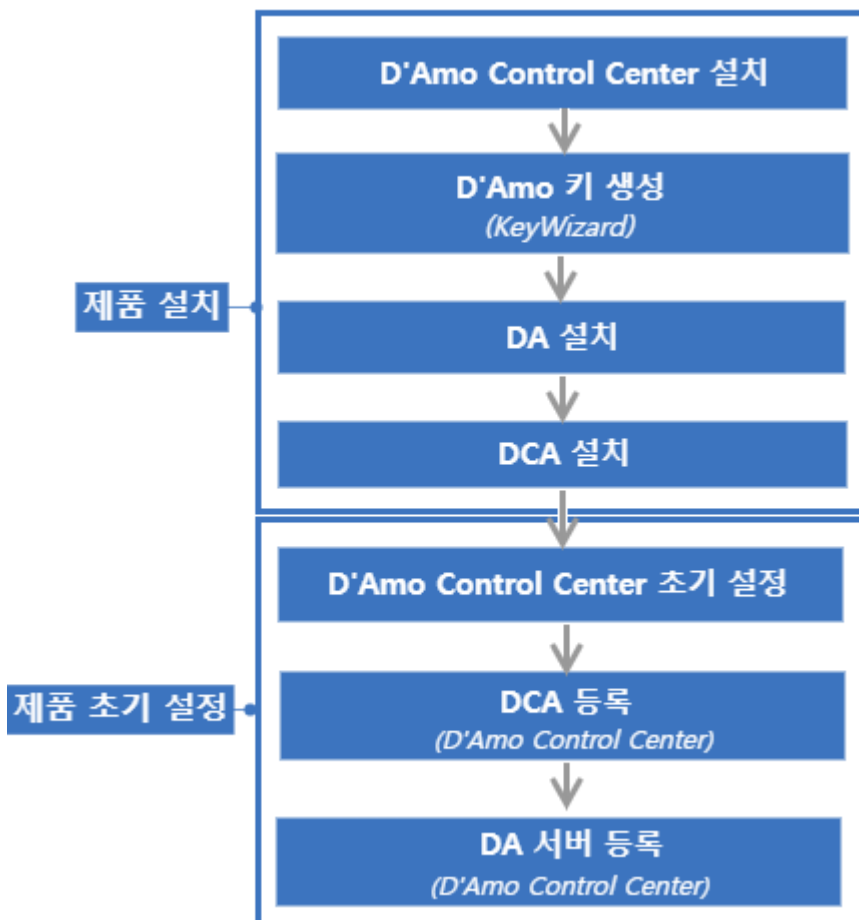 D'Amo Control Center 설치
D'Amo 키 생성
(KeyWizard)
제품 설치
DA 설치
DCA 설치
D'Amo Control Center 초기 설정
제품 초기 설정
DCA 등록
(D'Amo Control Center)
DA 서버 등록
(D'Amo Control Center)